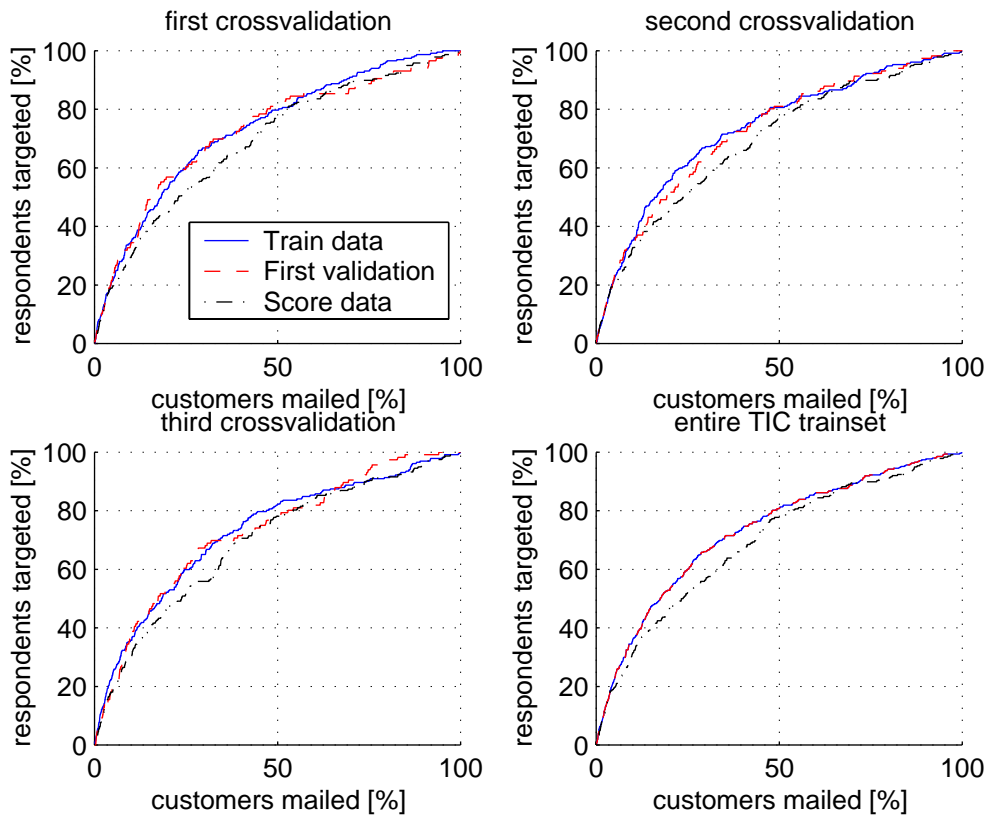 first crossvalidation
respondents targeted [%]
100
80
60
40
20
0
0 50 100
customers mailed [%]
Train data
First validation
Score data
second crossvalidation
respondents targeted [%]
100
80
60
40
20
0
0 50 100
customers mailed [%]
third crossvalidation
respondents targeted [%]
100
80
60
40
20
0
0 50 100
customers mailed [%]
entire TIC trainset
respondents targeted [%]
100
80
60
40
20
0
0 50 100
customers mailed [%]